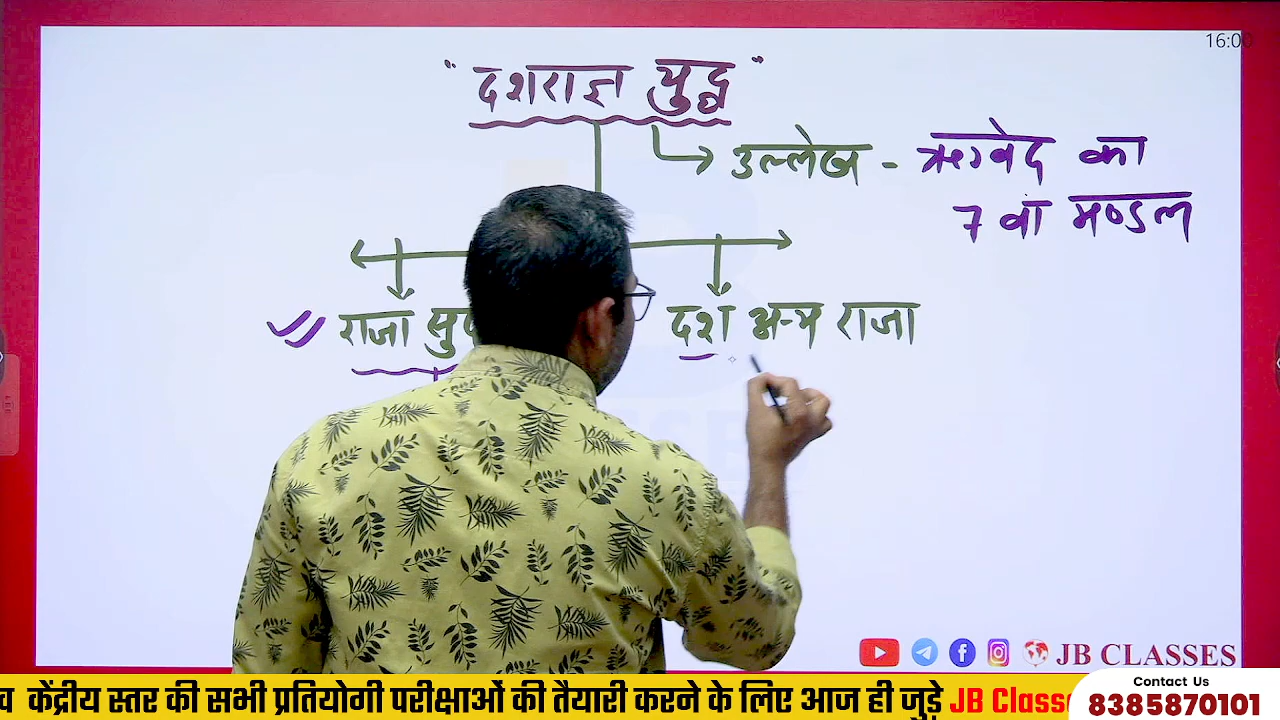 16:00
"दशराज्ञ युद्ध"
उल्लेख - ऋग्वेद का
7 वां मण्डल
राजा
दश अन्य राजा
JB CLASSES
केंद्रीय स्तर की सभी प्रतियोगी परीक्षाओं की तैयारी करने के लिए आज ही जुड़े JB Classe
Contact Us
8385870101